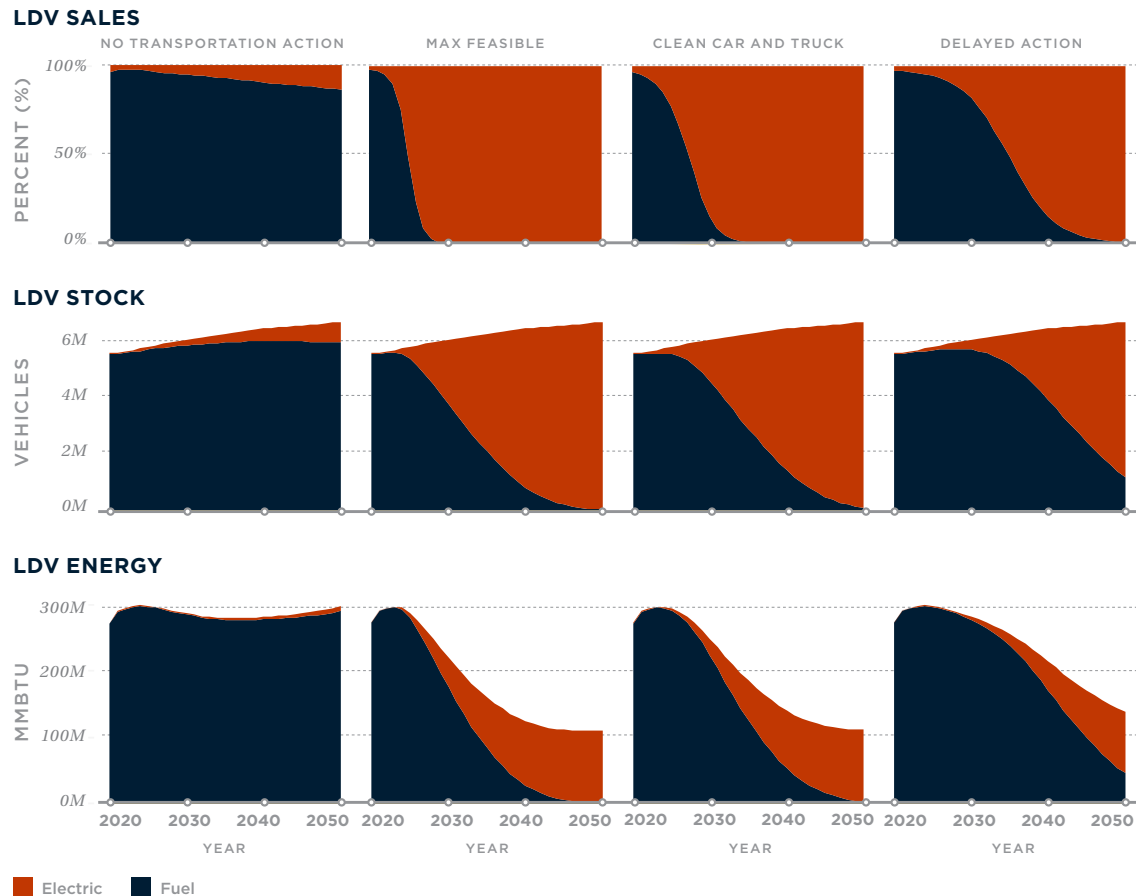 LDV SALES
NO TRANSPORTATION ACTION MAX FEASIBLE CLEAN CAR AND TRUCK DELAYED ACTION
PERCENT (%)
100%
50%
0%
LDV STOCK
VEHICLES
6M
4M
2M
0M
LDV ENERGY
MMBTU
300M
200M
100M
0M
2020 2030 2040 2050 2020 2030 2040 2050 2020 2030 2040 2050 2020 2030 2040 2050
YEAR YEAR YEAR YEAR
Electric Fuel